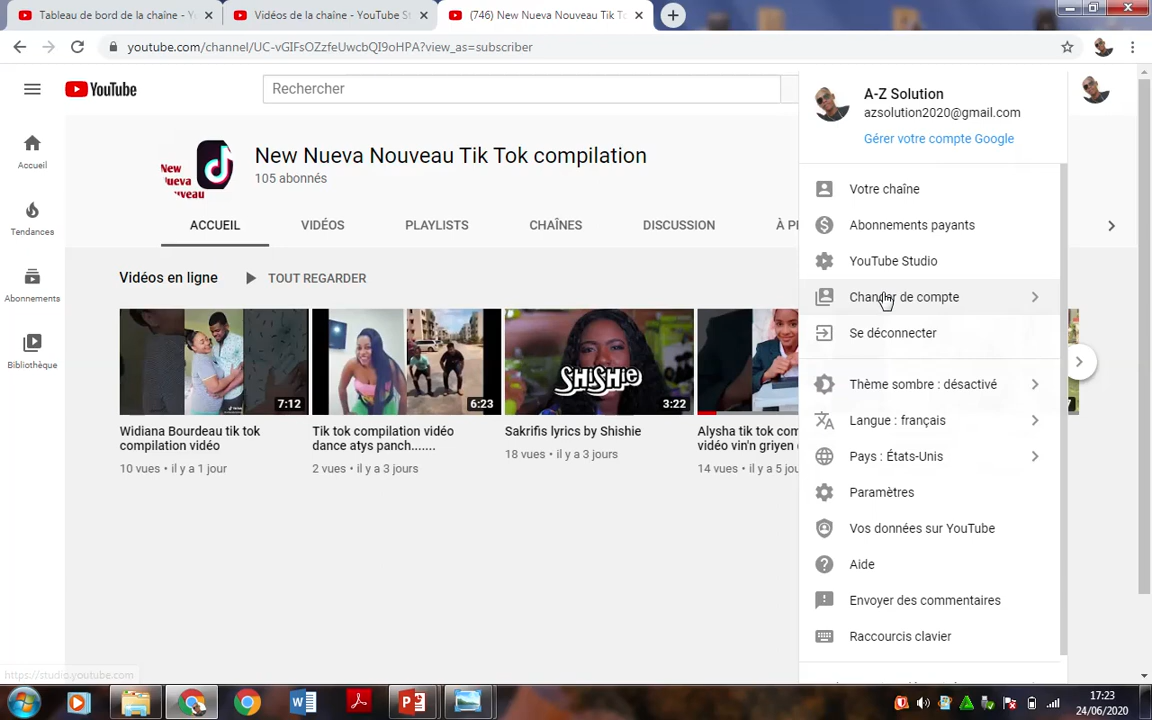 Tableau de bord de la chaîne - Y
Vidéos de la chaîne - YouTube St
(746) New Nueva Nouveau Tik To
youtube.com/channel/UC-vGIFsOZzfeUwcbQI9oHPA?view_as=subscriber
YouTube
Rechercher
A-Z Solution
azsolution2020@gmail.com
Gérer votre compte Google
Accueil
Tendances
Abonnements
Bibliothèque
New Nueva Nouveau
New Nueva Nouveau Tik Tok compilation
105 abonnés
ACCUEIL
VIDÉOS
PLAYLISTS
CHAÎNES
DISCUSSION
À P
Vidéos en ligne
TOUT REGARDER
7:12
6:23
SHiSHiE
3:22
7
Widiana Bourdeau tik tok
compilation vidéo
10 vues • il y a 1 jour
Tik tok compilation vidéo
dance atys panch.......
2 vues • il y a 3 jours
Sakrifis lyrics by Shishie
18 vues • il y a 3 jours
Alysha tik tok com
vidéo vin'n griyen
14 vues • il y a 5 jou
Votre chaîne
Abonnements payants
YouTube Studio
Changer de compte
Se déconnecter
Thème sombre : désactivé
Langue : français
Pays : États-Unis
Paramètres
Vos données sur YouTube
Aide
Envoyer des commentaires
Raccourcis clavier
https://studio.youtube.com
17:23
24/06/2020